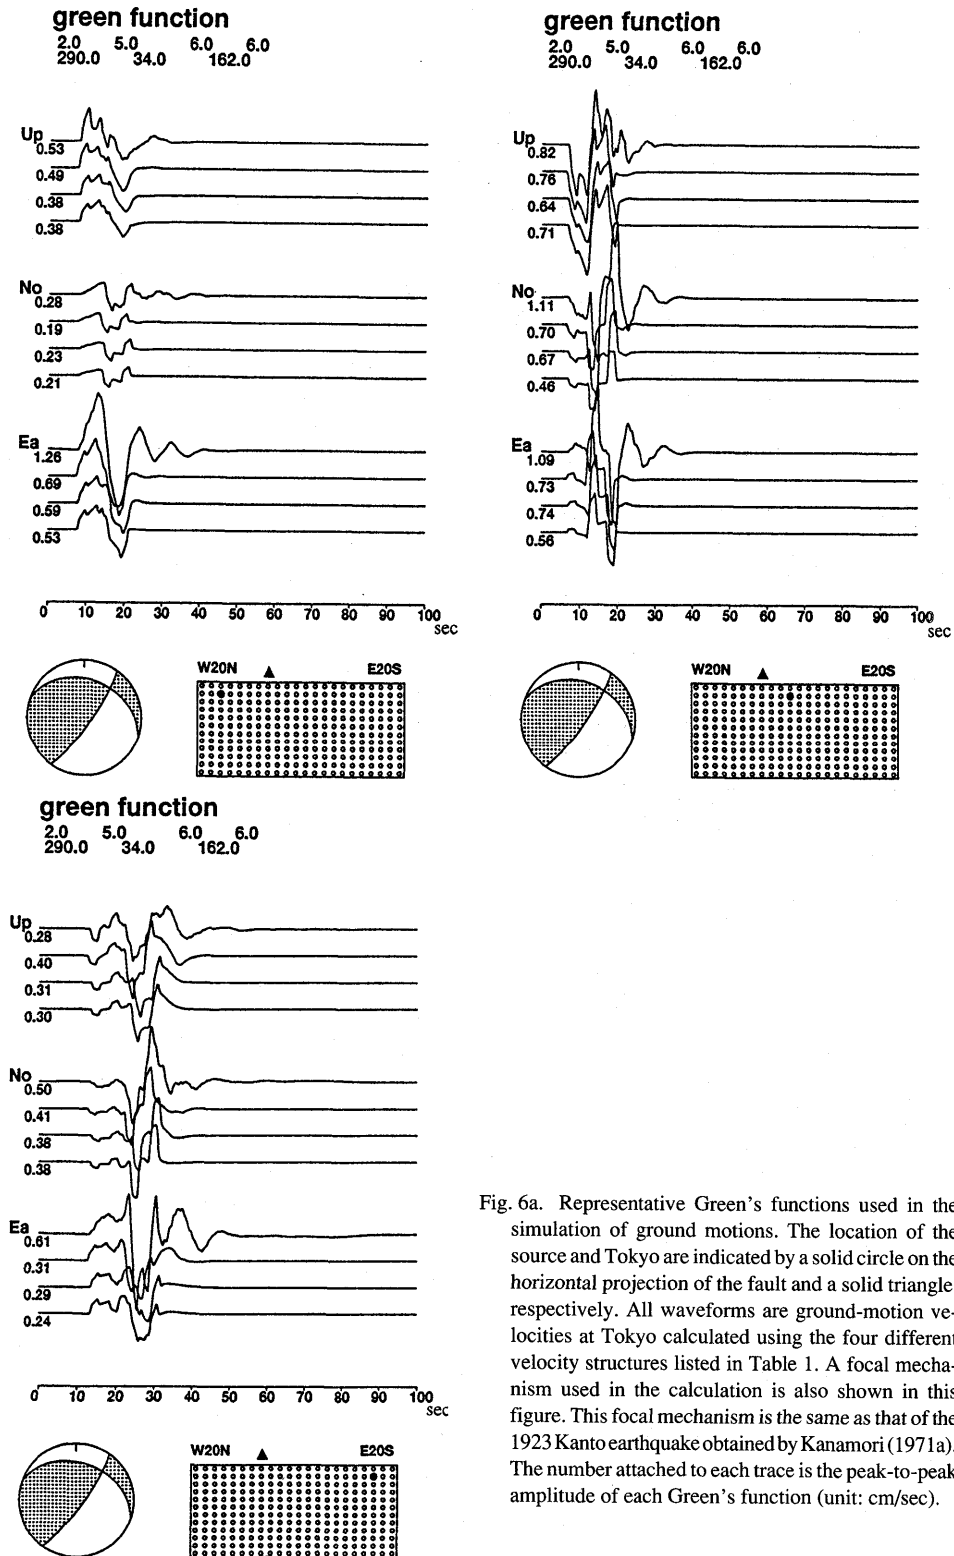 green function
2.0 5.0 6.0 6.0
290.0 34.0 162.0
Up 0.53
0.49
0.38
0.38
No 0.28
0.19
0.23
0.21
Ea 1.26
0.69
0.59
0.53
0 10 20 30 40 50 60 70 80 90 100
sec
W20N E20S
green function
2.0 5.0 6.0 6.0
290.0 34.0 162.0
Up 0.82
0.76
0.64
0.71
No 1.11
0.70
0.67
0.46
Ea 1.09
0.73
0.74
0.56
0 10 20 30 40 50 60 70 80 90 100
sec
W20N E20S
green function
2.0 5.0 6.0 6.0
290.0 34.0 162.0
Up 0.28
0.40
0.31
0.30
No 0.50
0.41
0.38
0.38
Ea 0.61
0.31
0.29
0.24
0 10 20 30 40 50 60 70 80 90 100
sec
W20N E20S
Fig. 6a. Representative Green's functions used in the
simulation of ground motions. The location of the
source and Tokyo are indicated by a solid circle on the
horizontal projection of the fault and a solid triangle
respectively. All waveforms are ground-motion ve-
locities at Tokyo calculated using the four different
velocity structures listed in Table 1. A focal mecha-
nism used in the calculation is also shown in this
figure. This focal mechanism is the same as that of the
1923 Kanto earthquake obtained by Kanamori (1971a).
The number attached to each trace is the peak-to-peak
amplitude of each Green's function (unit: cm/sec).